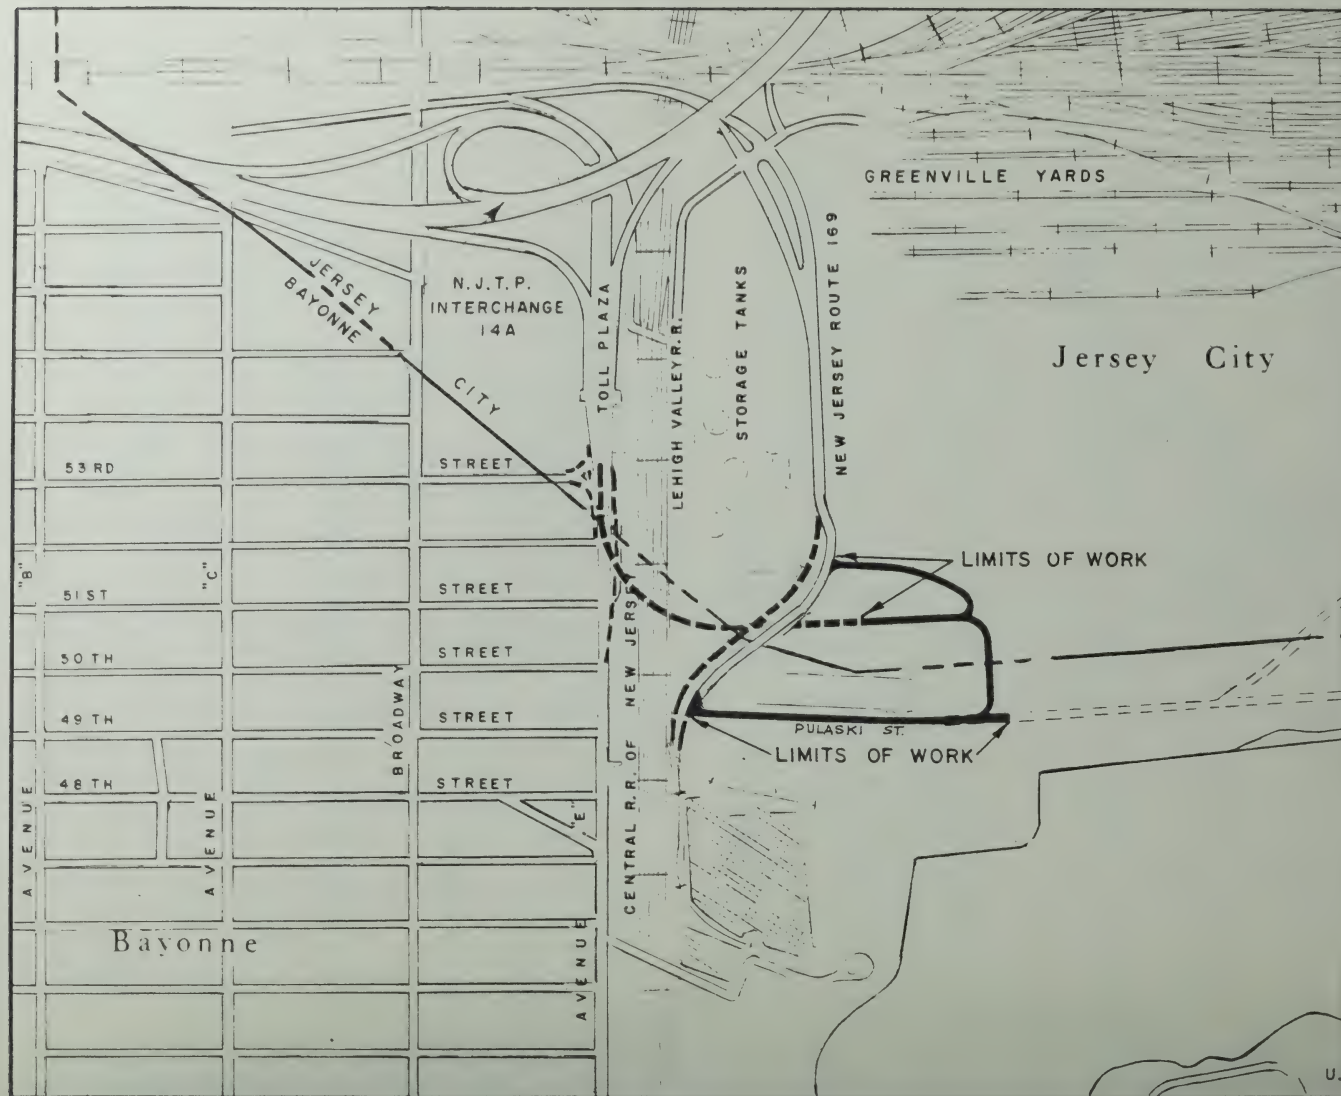 GREENVILLE YARDS
JERSEY
BAYONNE
CITY
N.J.T.P.
INTERCHANGE
14A
TOLL PLAZA
LEHIGH VALLEY R.R.
STORAGE TANKS
NEW JERSEY ROUTE 169
Jersey City
53 RD STREET
LIMITS OF WORK
51 ST STREET
50 TH STREET
49 TH STREET
48 TH STREET
PULASKI ST.
LIMITS OF WORK
AVENUE "B"
AVENUE "C"
BROADWAY
AVENUE "E"
CENTRAL R.R. OF NEW JERSE
Bayonne
U.